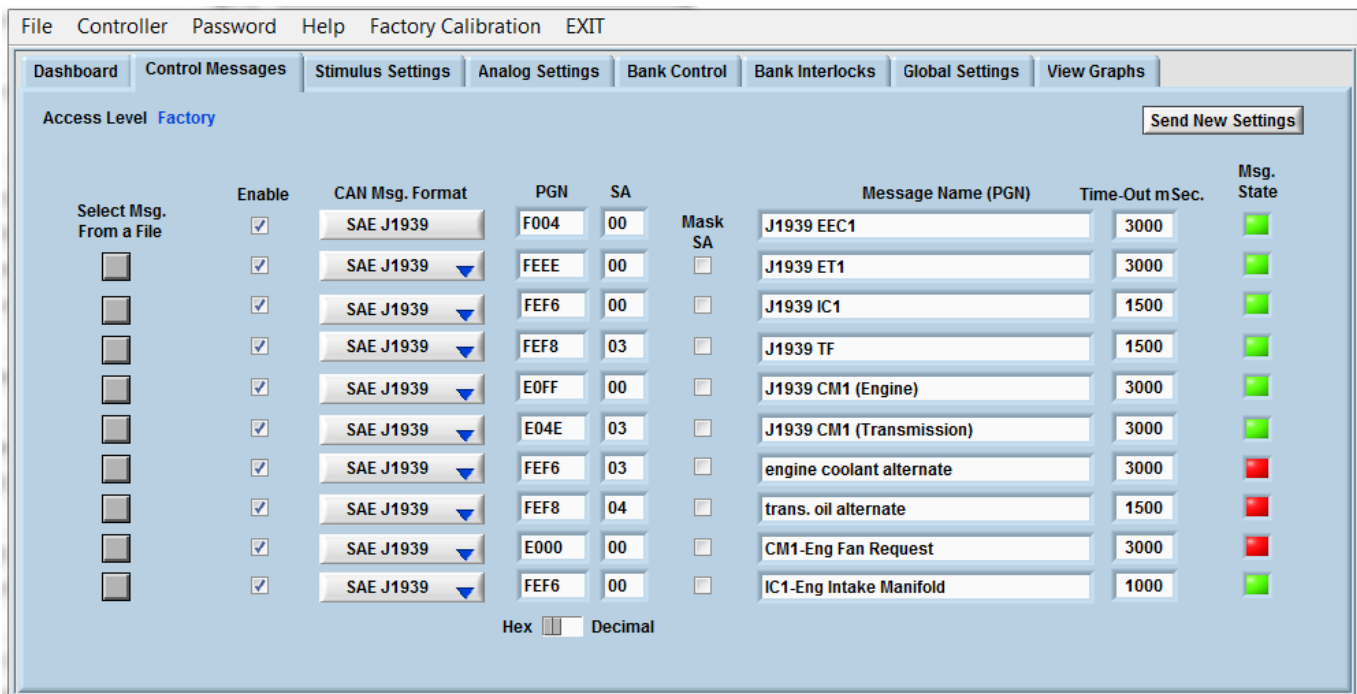 File Controller Password Help Factory Calibration EXIT
Dashboard Control Messages Stimulus Settings Analog Settings Bank Control Bank Interlocks Global Settings View Graphs
Access Level Factory
Send New Settings
Select Msg.
From a File
Enable CAN Msg. Format PGN SA
Mask
SA
Message Name (PGN) Time-Out mSec.
Msg.
State
SAE J1939 F004 00 J1939 EEC1 3000
SAE J1939 FEEE 00 J1939 ET1 3000
SAE J1939 FEF6 00 J1939 IC1 1500
SAE J1939 FEF8 03 J1939 TF 1500
SAE J1939 E0FF 00 J1939 CM1 (Engine) 3000
SAE J1939 E04E 03 J1939 CM1 (Transmission) 3000
SAE J1939 FEF6 03 engine coolant alternate 3000
SAE J1939 FEF8 04 trans. oil alternate 1500
SAE J1939 E000 00 CM1-Eng Fan Request 3000
SAE J1939 FEF6 00 IC1-Eng Intake Manifold 1000
Hex Decimal